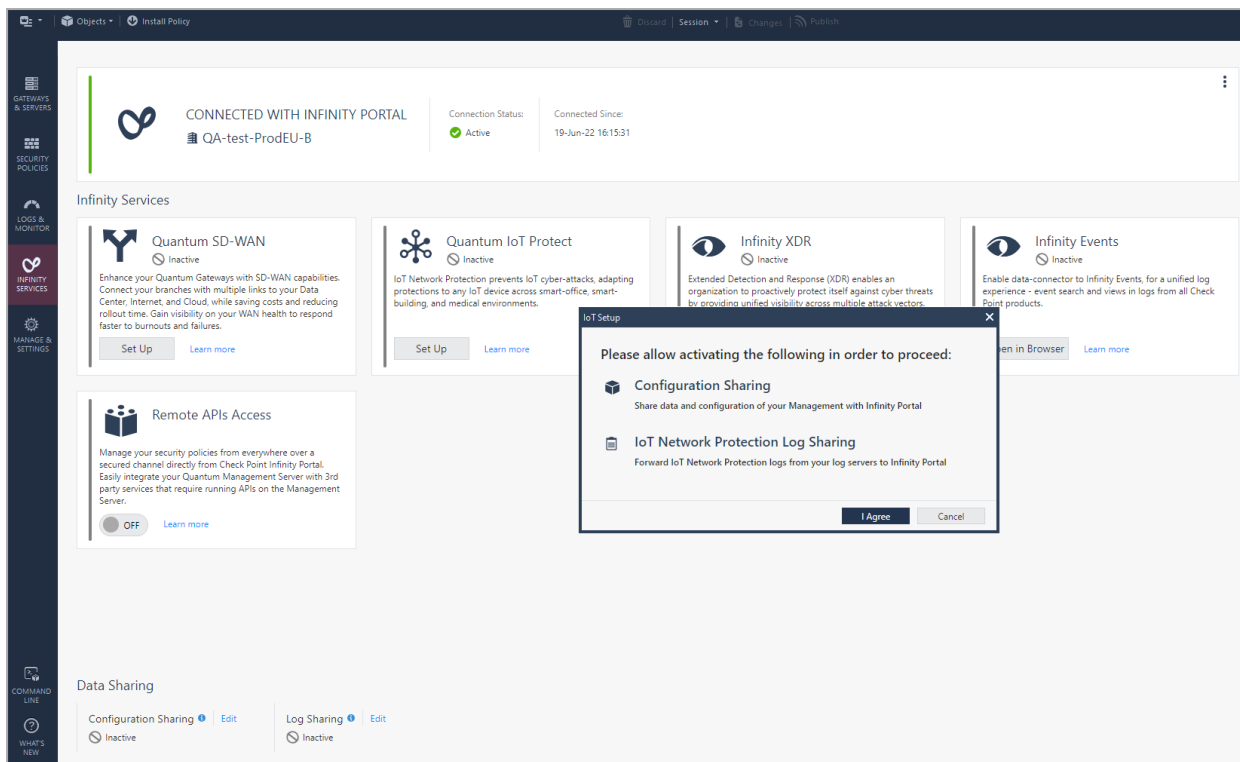 Objects
Install Policy
Discard
Session
Changes
Publish
GATEWAYS
& SERVERS
SECURITY
POLICIES
LOGS &
MONITOR
INFINITY
SERVICES
MANAGE &
SETTINGS
COMMAND
LINE
WHAT'S
NEW
CONNECTED WITH INFINITY PORTAL
QA-test-ProdEU-B
Connection Status:
Active
Connected Since:
19-Jun-22 16:15:31
Infinity Services
Quantum SD-WAN
Inactive
Enhance your Quantum Gateways with SD-WAN capabilities.
Connect your branches with multiple links to your Data
Center, Internet, and Cloud, while saving costs and reducing
rollout time. Gain visibility on your WAN health to respond
faster to burnouts and failures.
Set Up
Learn more
Quantum IoT Protect
Inactive
IoT Network Protection prevents IoT cyber-attacks, adapting
protections to any IoT device across smart-office, smart-
building, and medical environments.
Set Up
Learn more
Infinity XDR
Inactive
Extended Detection and Response (XDR) enables an
organization to proactively protect itself against cyber threats
by providing unified visibility across multiple attack vectors.
Infinity Events
Inactive
Enable data-connector to Infinity Events, for a unified log
experience - event search and views in logs from all Check
Point products.
en in Browser
Learn more
IoT Setup
Please allow activating the following in order to proceed:
Configuration Sharing
Share data and configuration of your Management with Infinity Portal
IoT Network Protection Log Sharing
Forward IoT Network Protection logs from your log servers to Infinity Portal
I Agree
Cancel
Remote APIs Access
Manage your security policies from everywhere over a
secured channel directly from Check Point Infinity Portal.
Easily integrate your Quantum Management Server with 3rd
party services that require running APIs on the Management
Server.
OFF
Learn more
Data Sharing
Configuration Sharing
Edit
Inactive
Log Sharing
Edit
Inactive